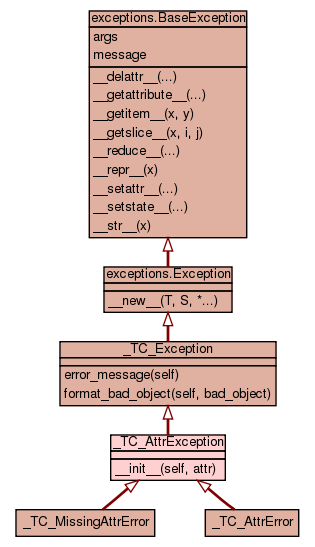 exceptions.BaseException
args
message
__delattr__(...)
__getattribute__(...)
__getitem__(x, y)
__getslice__(x, i, j)
__reduce__(...)
__repr__(x)
__setattr__(...)
__setstate__(...)
__str__(x)
exceptions.Exception
__new__(T, S, *...)
_TC_Exception
error_message(self)
format_bad_object(self, bad_object)
_TC_AttrException
__init__(self, attr)
_TC_MissingAttrError
_TC_AttrError